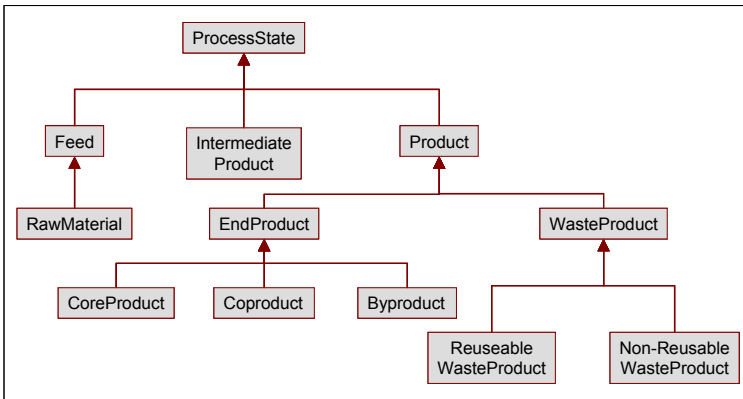 ProcessState
Feed
Intermediate
Product
Product
RawMaterial
EndProduct
WasteProduct
CoreProduct
Coproduct
Byproduct
Reuseable
WasteProduct
Non-Reusable
WasteProduct